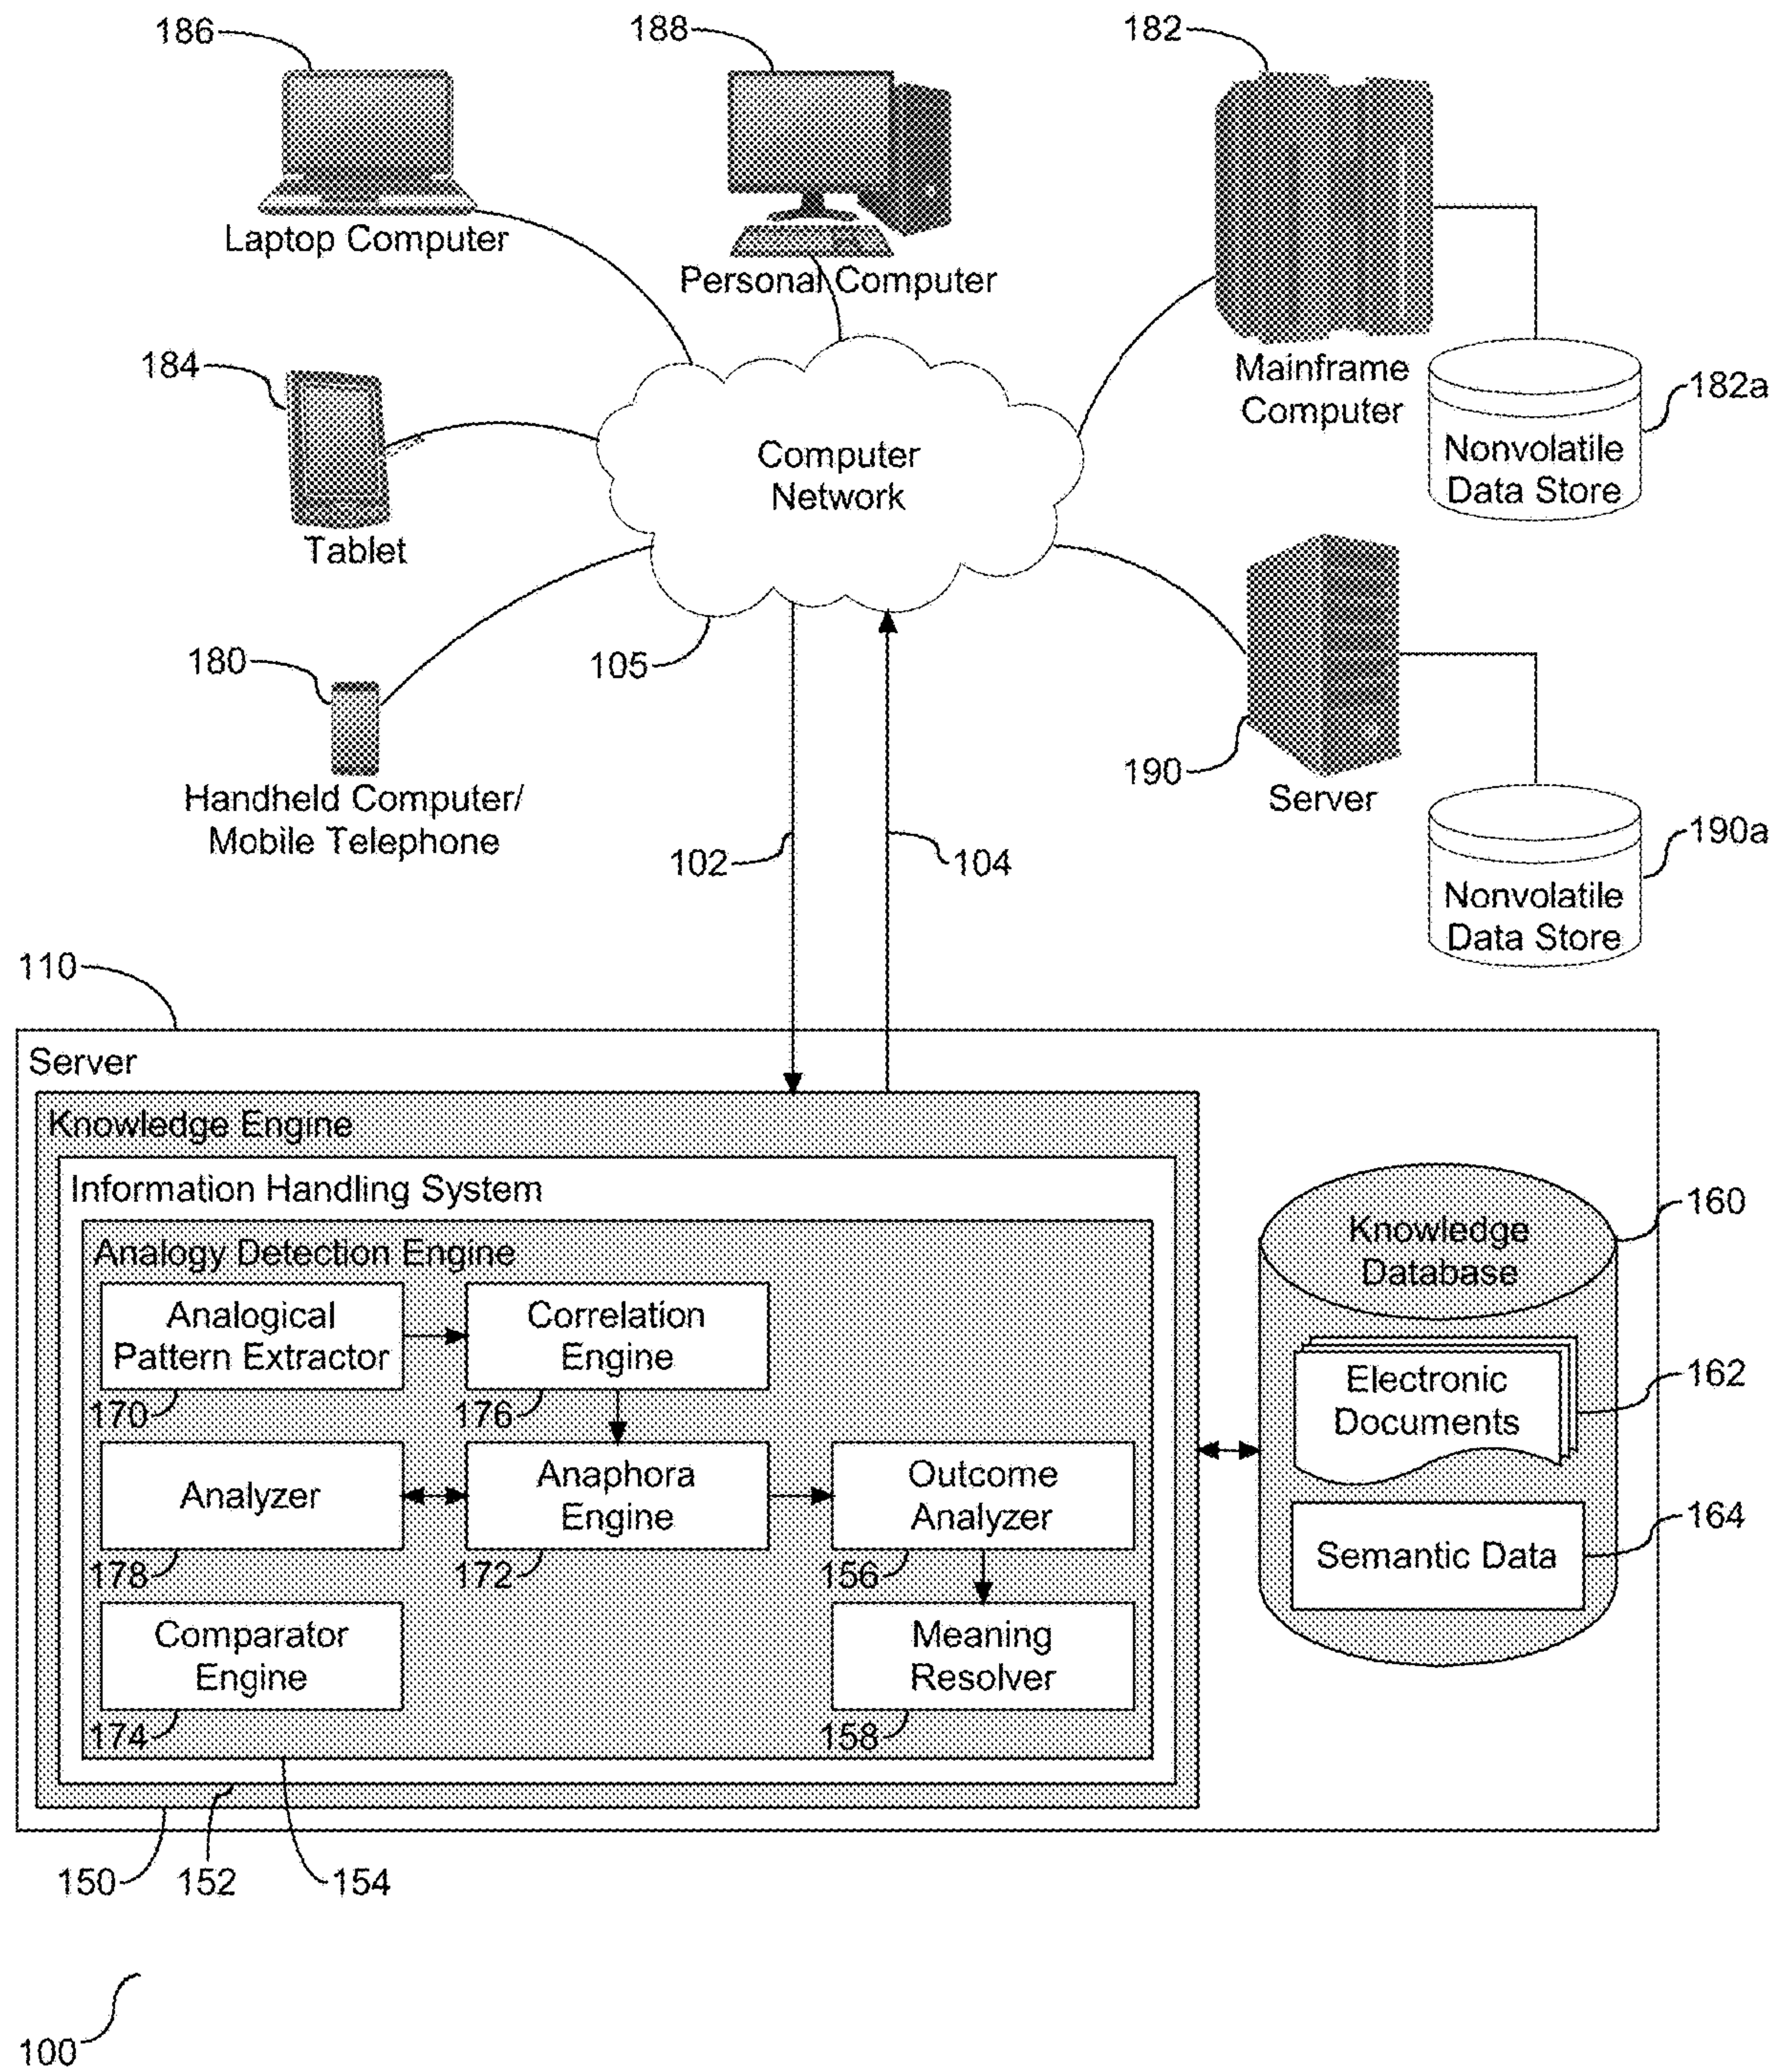 186
188
182
Laptop Computer
Personal Computer
184
Mainframe
Computer
182a
Computer
Network
Nonvolatile
Data Store
Tablet
180
105
190
Server
Handheld Computer/
Mobile Telephone
102
104
190a
Nonvolatile
Data Store
110
Server
Knowledge Engine
Information Handling System
Analogy Detection Engine
160
Knowledge
Database
Analogical
Pattern Extractor
Correlation
Engine
170
176
Electronic
Documents
162
Analyzer
Anaphora
Engine
Outcome
Analyzer
178
172
156
164
Semantic Data
Comparator
Engine
Meaning
Resolver
174
158
150
152
154
100